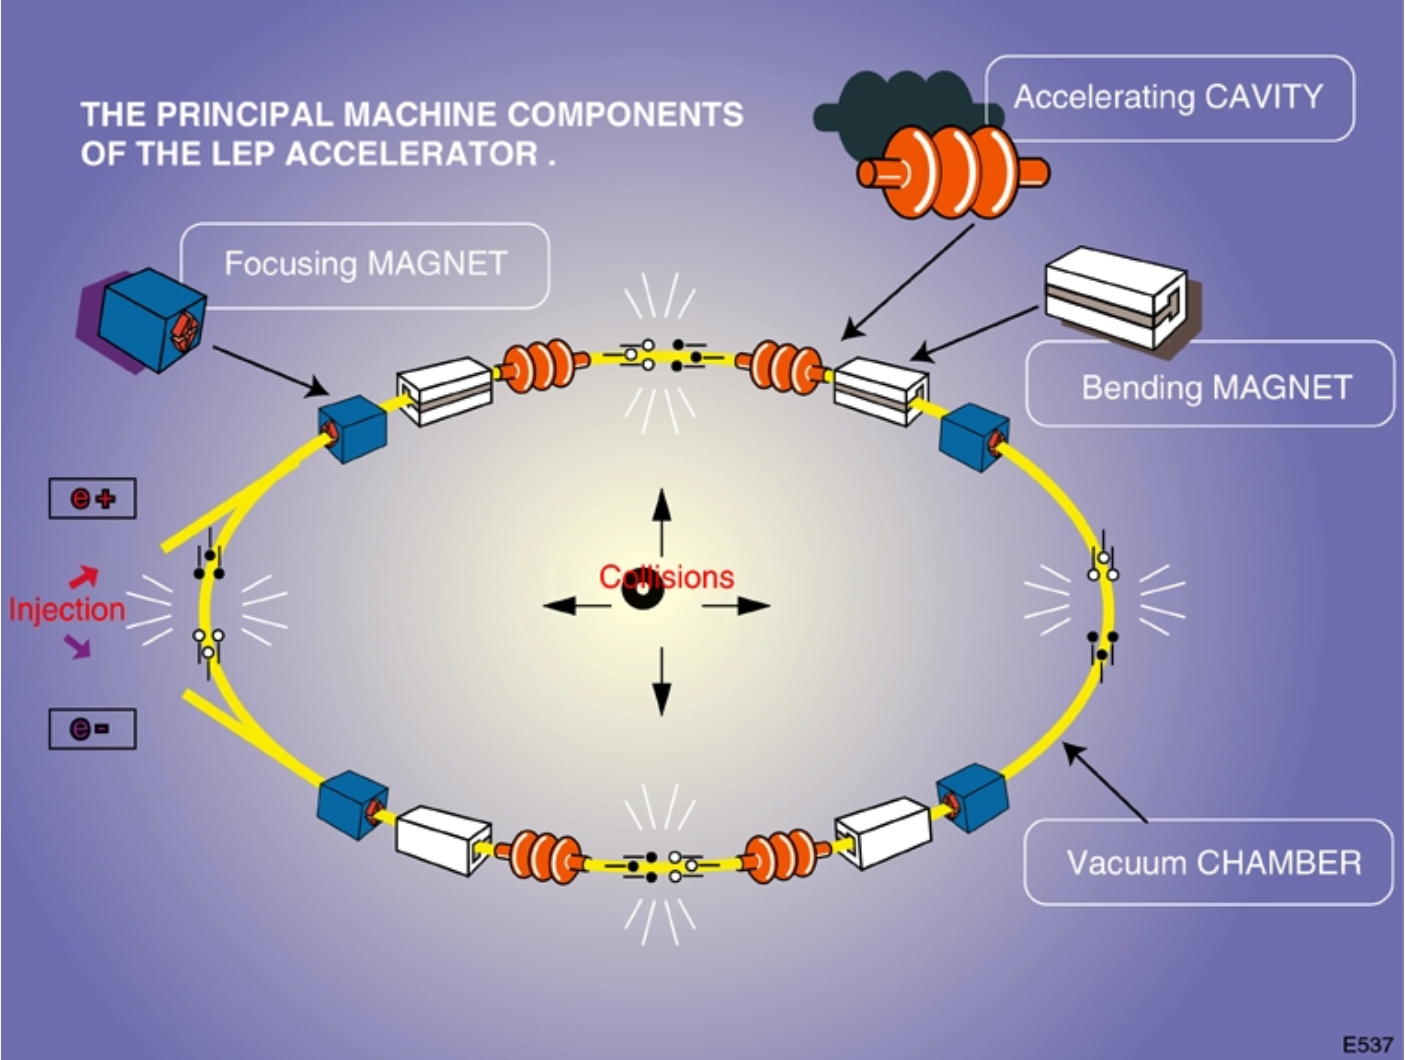 THE PRINCIPAL MACHINE COMPONENTS
OF THE LEP ACCELERATOR .
Accelerating CAVITY
Focusing MAGNET
Bending MAGNET
e+
Collisions
Injection
e-
Vacuum CHAMBER
E537